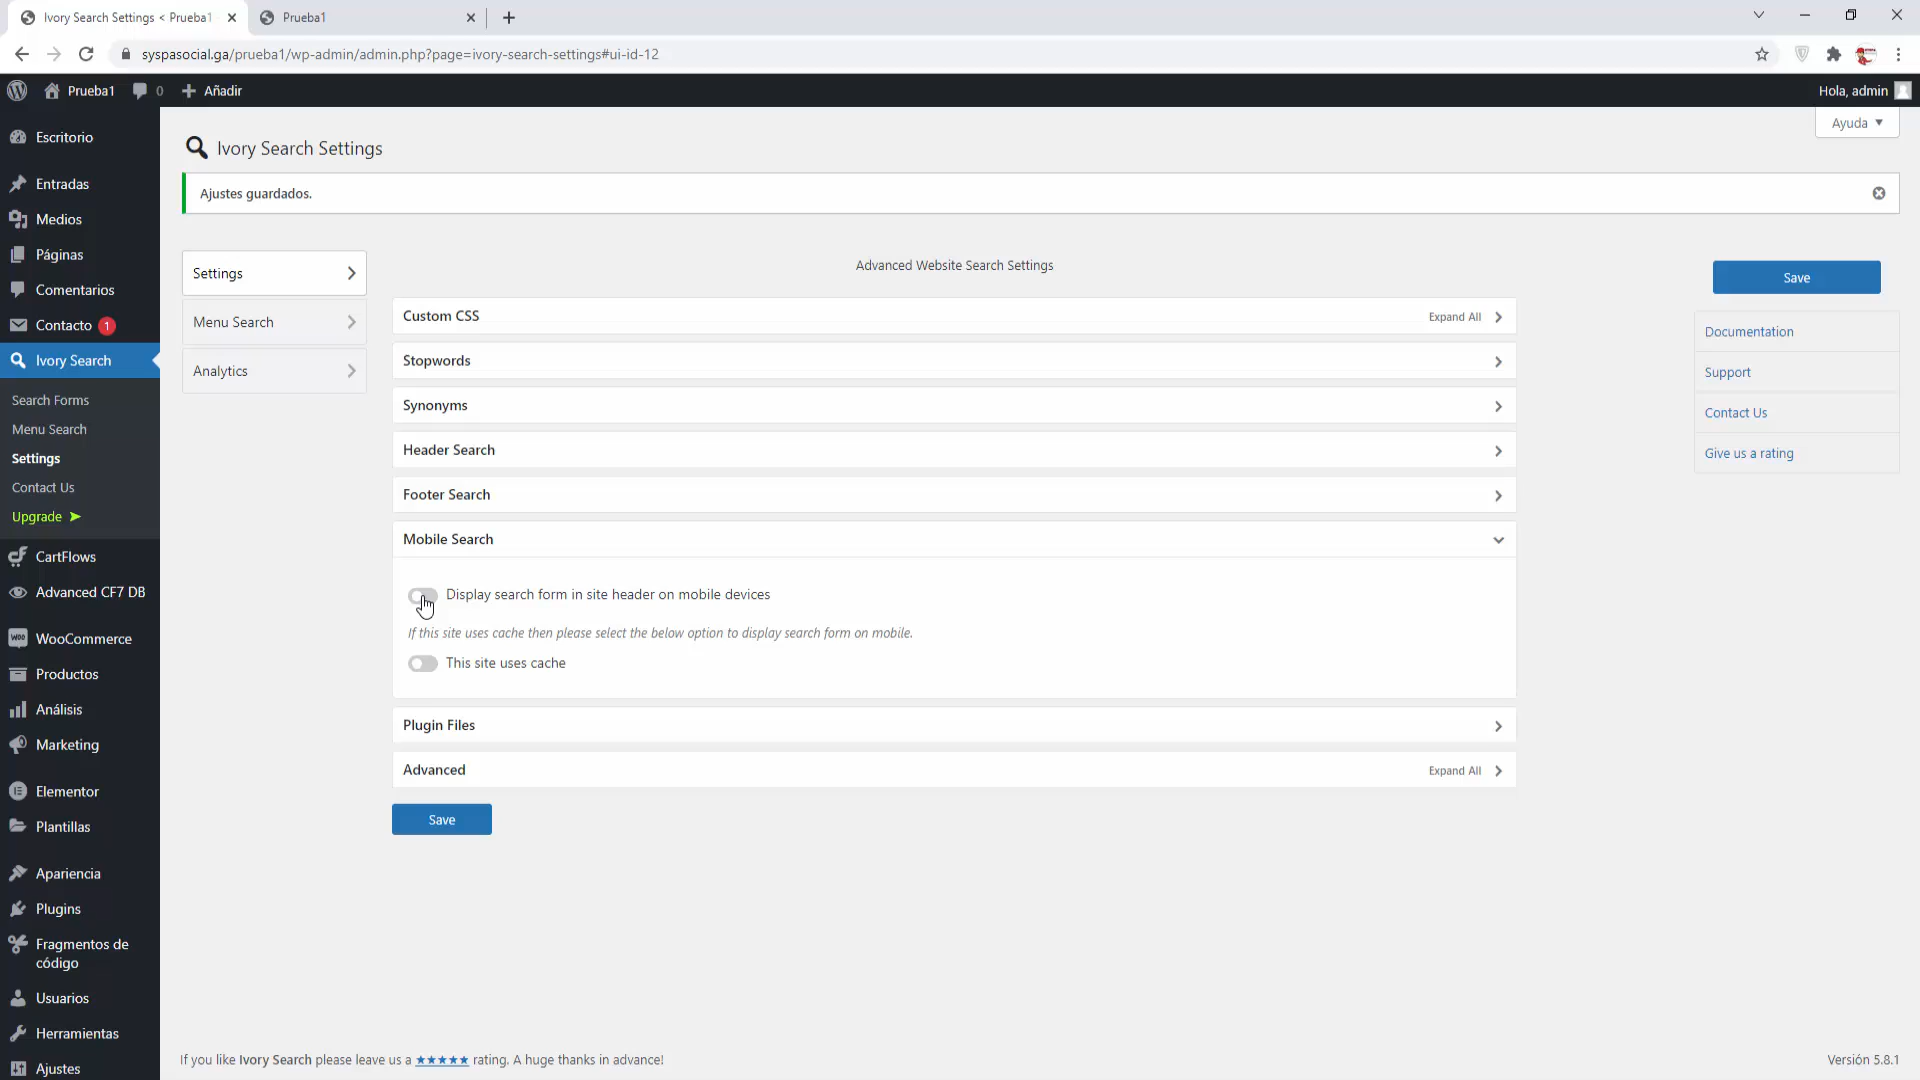 Ivory Search Settings < Prueba1
Prueba1
syspasocial.ga/prueba1/wp-admin/admin.php?page=ivory-search-settings#ui-id-12
Prueba1
0
Añadir
Hola, admin
Ayuda
Escritorio
Entradas
Medios
Páginas
Comentarios
Contacto 1
Ivory Search
Search Forms
Menu Search
Settings
Contact Us
Upgrade ➤
CartFlows
Advanced CF7 DB
WooCommerce
Productos
Análisis
Marketing
Elementor
Plantillas
Apariencia
Plugins
Fragmentos de
código
Usuarios
Herramientas
Ajustes
Ivory Search Settings
Ajustes guardados.
Settings
Menu Search
Analytics
Advanced Website Search Settings
Custom CSS
Expand All
Stopwords
Synonyms
Header Search
Footer Search
Mobile Search
Display search form in site header on mobile devices
If this site uses cache then please select the below option to display search form on mobile.
This site uses cache
Plugin Files
Advanced
Expand All
Save
Save
Documentation
Support
Contact Us
Give us a rating
If you like Ivory Search please leave us a ★★★★★ rating. A huge thanks in advance!
Versión 5.8.1